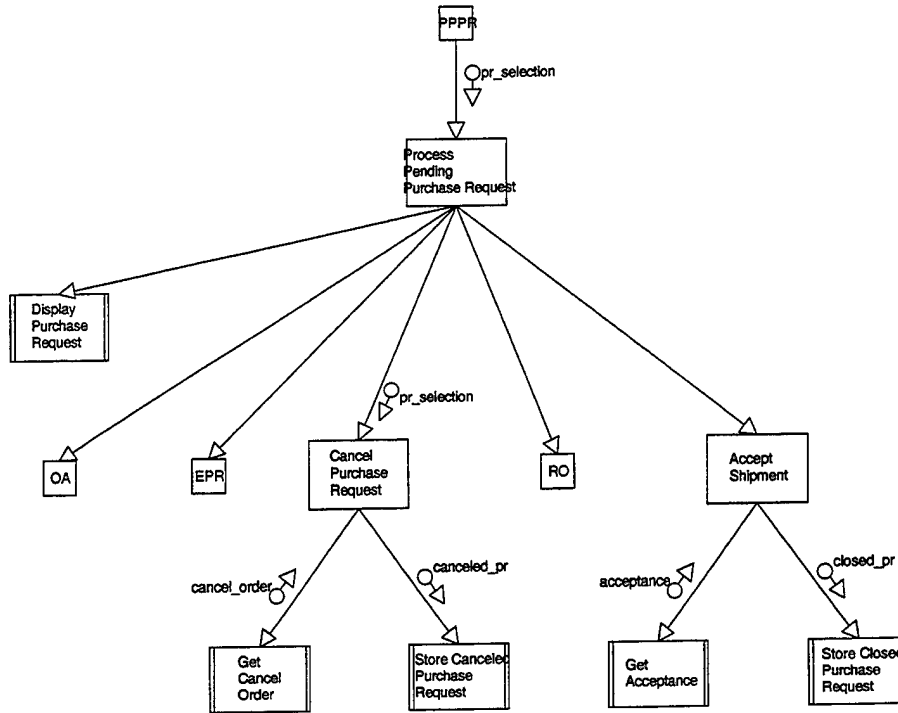 PPPR
pr_selection
Process
Pending
Purchase Request
Display
Purchase
Request
pr_selection
OA
EPR
Cancel
Purchase
Request
RO
Accept
Shipment
cancel_order
canceled_pr
acceptance
closed_pr
Get
Cancel
Order
Store Canceled
Purchase
Request
Get
Acceptance
Store Closed
Purchase
Request